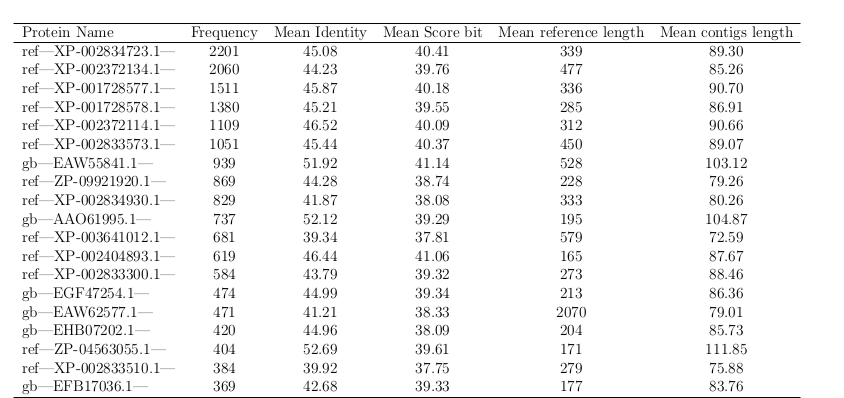 Protein Name Frequency Mean Identity Mean Score bit Mean reference length Mean contigs length
ref—XP-002834723.1— 2201 45.08 40.41 339 89.30
ref—XP-002372134.1— 2060 44.23 39.76 477 85.26
ref—XP-001728577.1— 1511 45.87 40.18 336 90.70
ref—XP-001728578.1— 1380 45.21 39.55 285 86.91
ref—XP-002372114.1— 1109 46.52 40.09 312 90.66
ref—XP-002833573.1— 1051 45.44 40.37 450 89.07
gb—EAW55841.1— 939 51.92 41.14 528 103.12
ref—ZP-09921920.1— 869 44.28 38.74 228 79.26
ref—XP-002834930.1— 829 41.87 38.08 333 80.26
gb—AAO61995.1— 737 52.12 39.29 195 104.87
ref—XP-003641012.1— 681 39.34 37.81 579 72.59
ref—XP-002404893.1— 619 46.44 41.06 165 87.67
ref—XP-002833300.1— 584 43.79 39.32 273 88.46
gb—EGF47254.1— 474 44.99 39.34 213 86.36
gb—EAW62577.1— 471 41.21 38.33 2070 79.01
gb—EHB07202.1— 420 44.96 38.09 204 85.73
ref—ZP-04563055.1— 404 52.69 39.61 171 111.85
ref—XP-002833510.1— 384 39.92 37.75 279 75.88
gb—EFB17036.1— 369 42.68 39.33 177 83.76